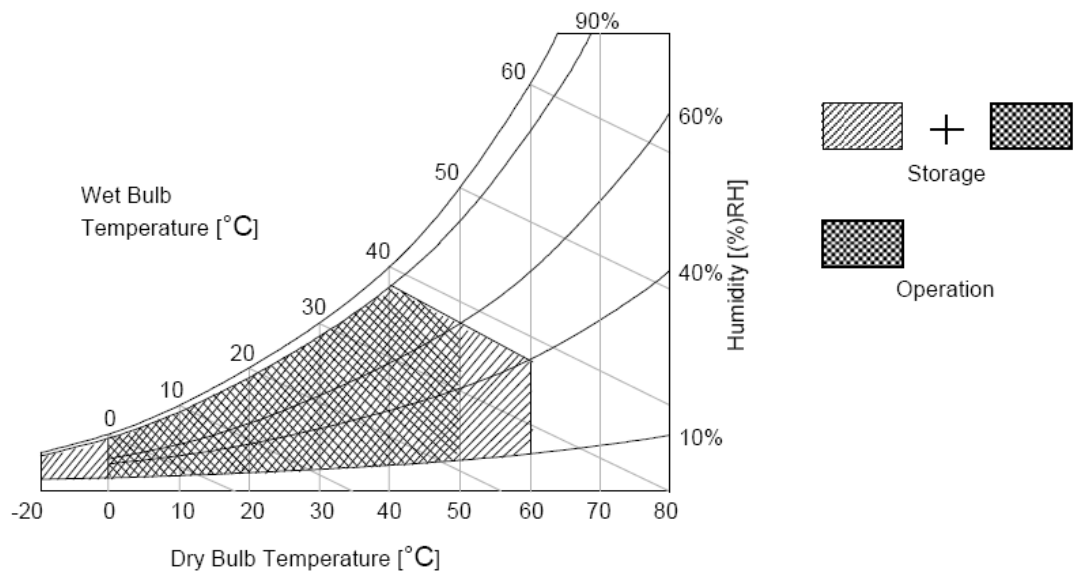 90%
60
60%
50
Wet Bulb
Temperature [°C]
40
40%
30
20
10
0
10%
Humidity [(%)RH]
-20 0 10 20 30 40 50 60 70 80
Dry Bulb Temperature [°C]
+
Storage
Operation